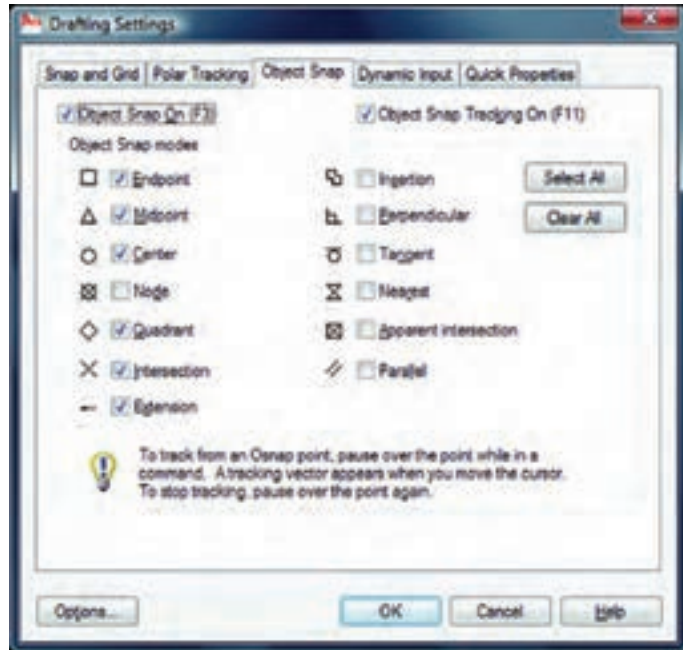 Drafting Settings
Snap and Grid Polar Tracking Object Snap Dynamic Input Quick Properties
Object Snap On (F3) Object Snap Tracking On (F11)
Object Snap modes
Endpoint Insertion Select All
Midpoint Perpendicular Clear All
Center Tangent
Node Nearest
Quadrant Apparent intersection
Intersection Parallel
Extension
To track from an Osnap point, pause over the point while in a
command. A tracking vector appears when you move the cursor.
To stop tracking, pause over the point again.
Options... OK Cancel Help